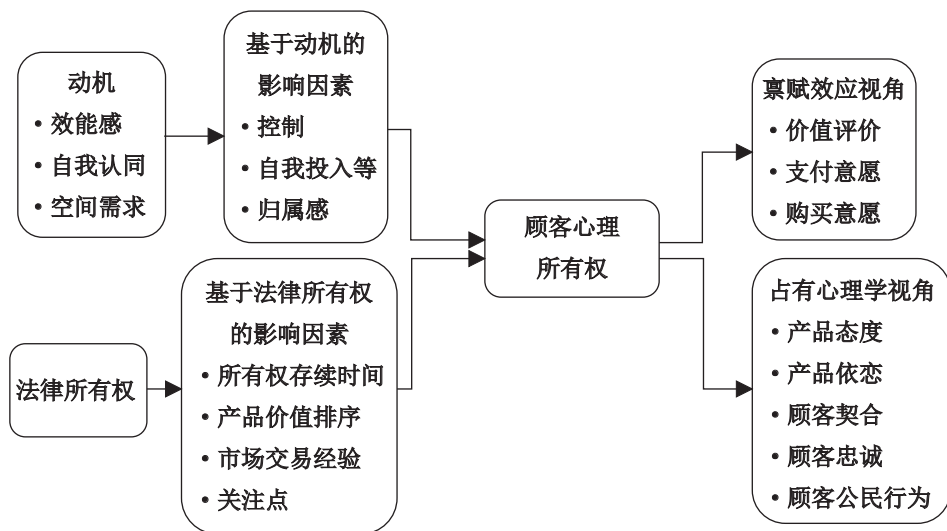 动机
• 效能感
• 自我认同
• 空间需求
基于动机的
影响因素
• 控制
• 自我投入等
• 归属感
法律所有权
基于法律所有权
的影响因素
• 所有权存续时间
• 产品价值排序
• 市场交易经验
• 关注点
顾客心理
所有权
禀赋效应视角
• 价值评价
• 支付意愿
• 购买意愿
占有心理学视角
• 产品态度
• 产品依恋
• 顾客契合
• 顾客忠诚
• 顾客公民行为